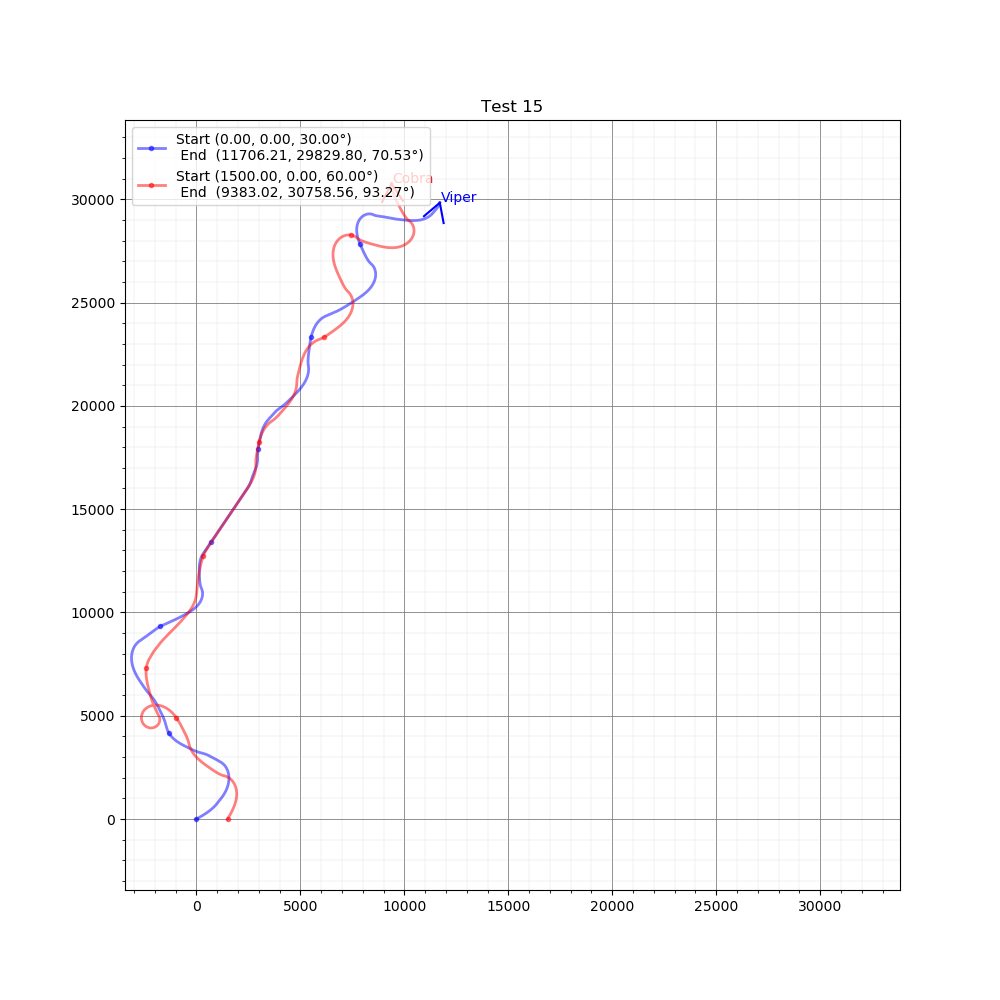 Test 15
Start (0.00, 0.00, 30.00°)
End (11706.21, 29829.80, 70.53°)
Start (1500.00, 0.00, 60.00°)
End (9383.02, 30758.56, 93.27°)
Cobra
Viper
30000
25000
20000
15000
10000
5000
0
0 5000 10000 15000 20000 25000 30000